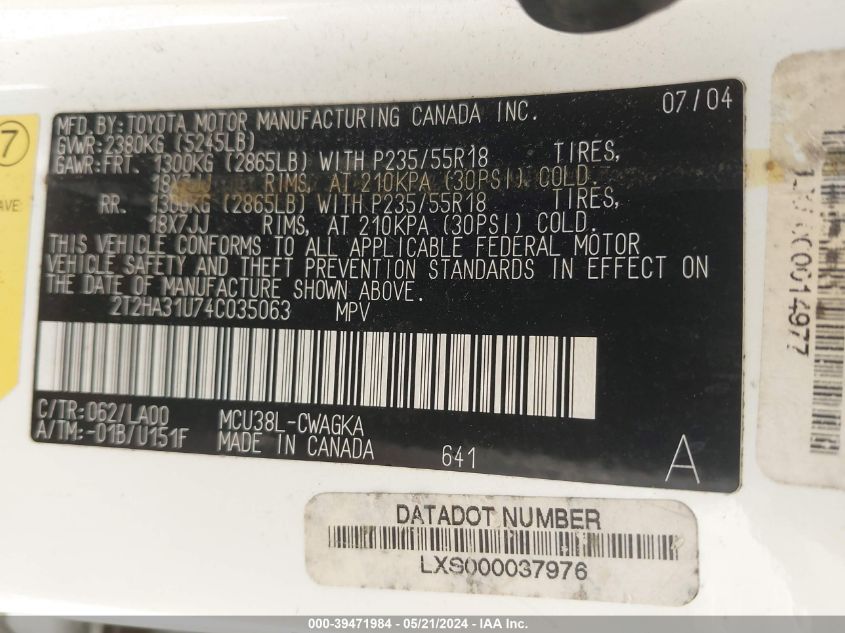 7
AVE:
MFD.BY:TOYOTA MOTOR MANUFACTURING CANADA INC. 07/04
GVWR:2380KG (5245LB)
GAWR:FRT. 1300KG (2865LB) WITH P235/55R18 TIRES,
18X7JJ RIMS, AT 210KPA (30PSI) COLD.
RR. 1300KG (2865LB) WITH P235/55R18 TIRES,
18X7JJ RIMS, AT 210KPA (30PSI) COLD.
THIS VEHICLE CONFORMS TO ALL APPLICABLE FEDERAL MOTOR
VEHICLE SAFETY AND THEFT PREVENTION STANDARDS IN EFFECT ON
THE DATE OF MANUFACTURE SHOWN ABOVE.
2T2HA31U74C035063 MPV
C/TR:062/LA00 MCU38L-CWAGKA
A/TM:-01B/U151F MADE IN CANADA 641 A
DATADOT NUMBER
LXS000037976
000-39471984 - 05/21/2024 - IAA Inc.